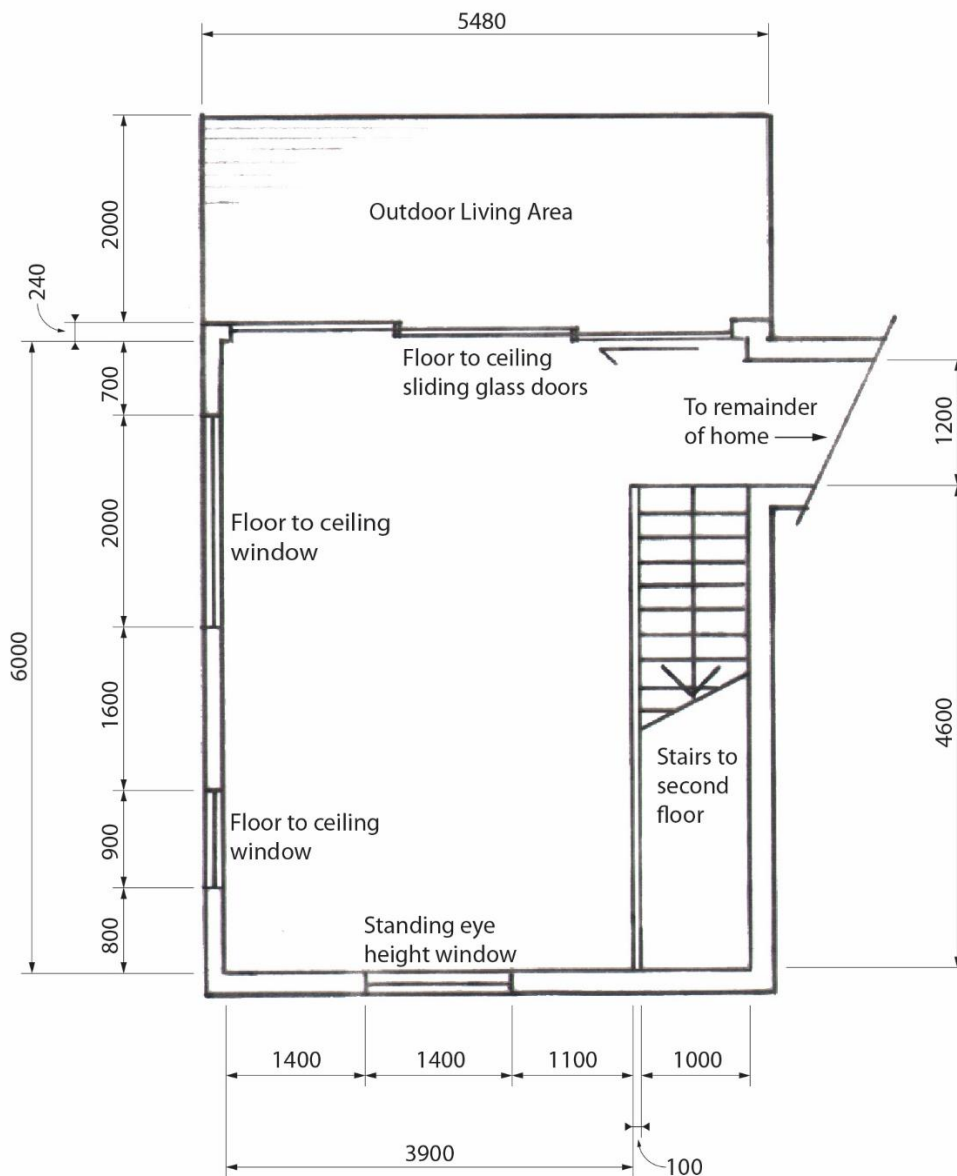 5480
2000
Outdoor Living Area
240
Floor to ceiling
sliding glass doors
700
To remainder
of home
1200
2000
Floor to ceiling
window
6000
1600
4600
Stairs to
second
floor
900
Floor to ceiling
window
800
Standing eye
height window
1400
1400
1100
1000
3900
100